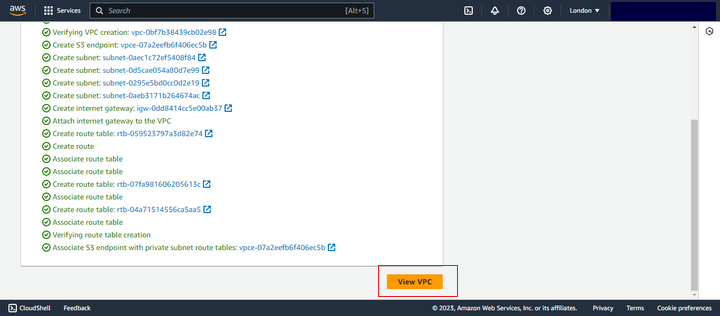 aws
Services
Search
[Alt+S]
London
Verifying VPC creation: vpc-0bf7b38439cb02e98
Create S3 endpoint: vpce-07a2eefb6f406ec5b
Create subnet: subnet-0aec1c72ef5408f84
Create subnet: subnet-0d5cae054a80d7e99
Create subnet: subnet-0295e5bd0cc0d2e19
Create subnet: subnet-0aeb3171b264674ac
Create internet gateway: igw-0dd8414cc5e00ab37
Attach internet gateway to the VPC
Create route table: rtb-059523797a3d82e74
Create route
Associate route table
Associate route table
Create route table: rtb-07fa981606205613c
Associate route table
Create route table: rtb-04a71514556ca5aa5
Associate route table
Verifying route table creation
Associate S3 endpoint with private subnet route tables: vpce-07a2eefb6f406ec5b
View VPC
CloudShell
Feedback
© 2023, Amazon Web Services, Inc. or its affiliates.
Privacy
Terms
Cookie preferences